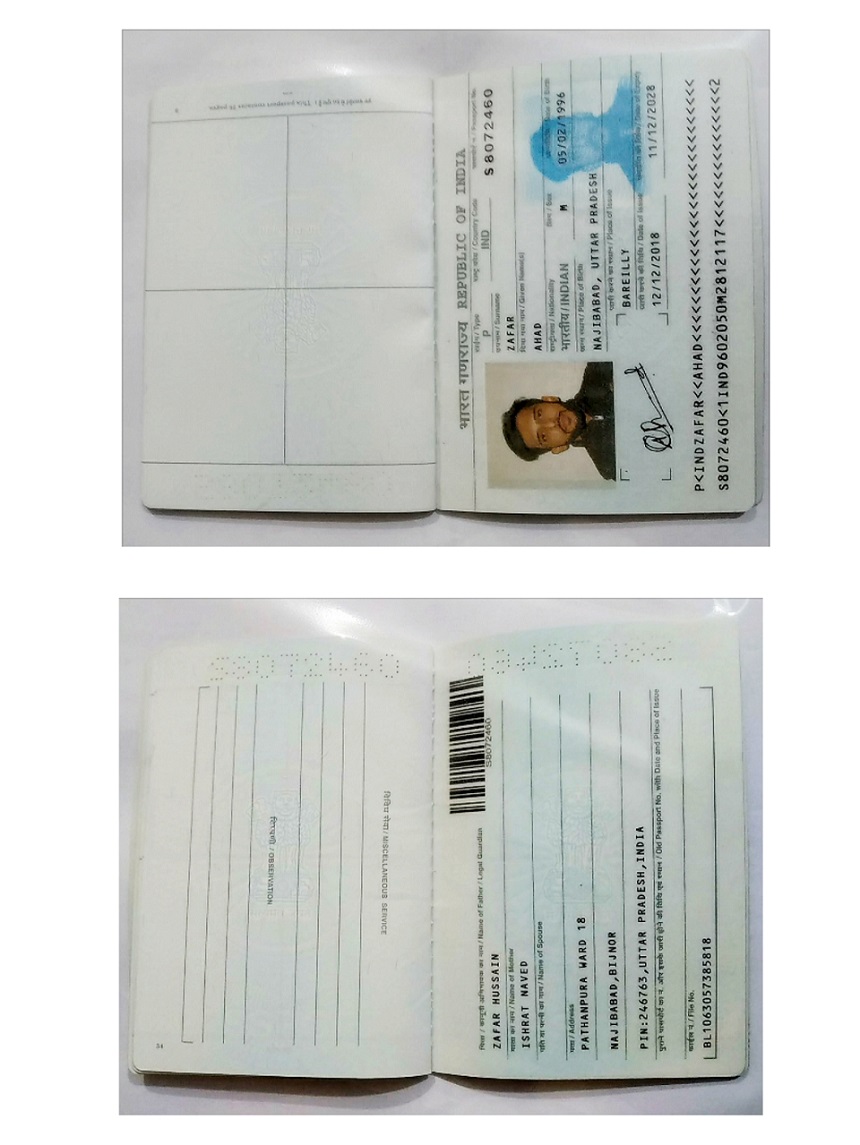 भारत गणराज्य REPUBLIC OF INDIA
टाईप / Type
P
राष्ट्र कोड / Country Code
IND
पासपोर्ट नं. / Passport No.
S8072460
उपनाम / Surname
ZAFAR
दिया गया नाम / Given Name(s)
AHAD
राष्ट्रीयता / Nationality
भारतीय / INDIAN
लिंग / Sex
M
जन्मतिथि / Date of Birth
05/02/1996
जन्म स्थान / Place of Birth
NAJIBABAD, UTTAR PRADESH
जारी करने का स्थान / Place of Issue
BAREILLY
जारी करने की तिथि / Date of Issue
12/12/2018
समाप्ति की तिथि / Date of Expiry
11/12/2028
P<INDZAFAR<<AHAD<<<<<<<<<<<<<<<<<<<<<<<<<<<<
S8072460<1IND9602050M2812117<<<<<<<<<<<<<<<2
This passport contains 36 pages.
S8072460
34
टिप्पणी / OBSERVATION
विविध सेवा / MISCELLANEOUS SERVICE
S8072460
पिता / कानूनी अभिभावक का नाम / Name of Father / Legal Guardian
ZAFAR HUSSAIN
माता का नाम / Name of Mother
ISHRAT NAVED
पति या पत्नी का नाम / Name of Spouse
पता / Address
PATHANPURA WARD 18
NAJIBABAD,BIJNOR
PIN:246763,UTTAR PRADESH,INDIA
पुराने पासपोर्ट का नं. और इसके जारी होने की तिथि एवं स्थान / Old Passport No. with Date and Place of Issue
फाईल नं. / File No.
BL1063057385818